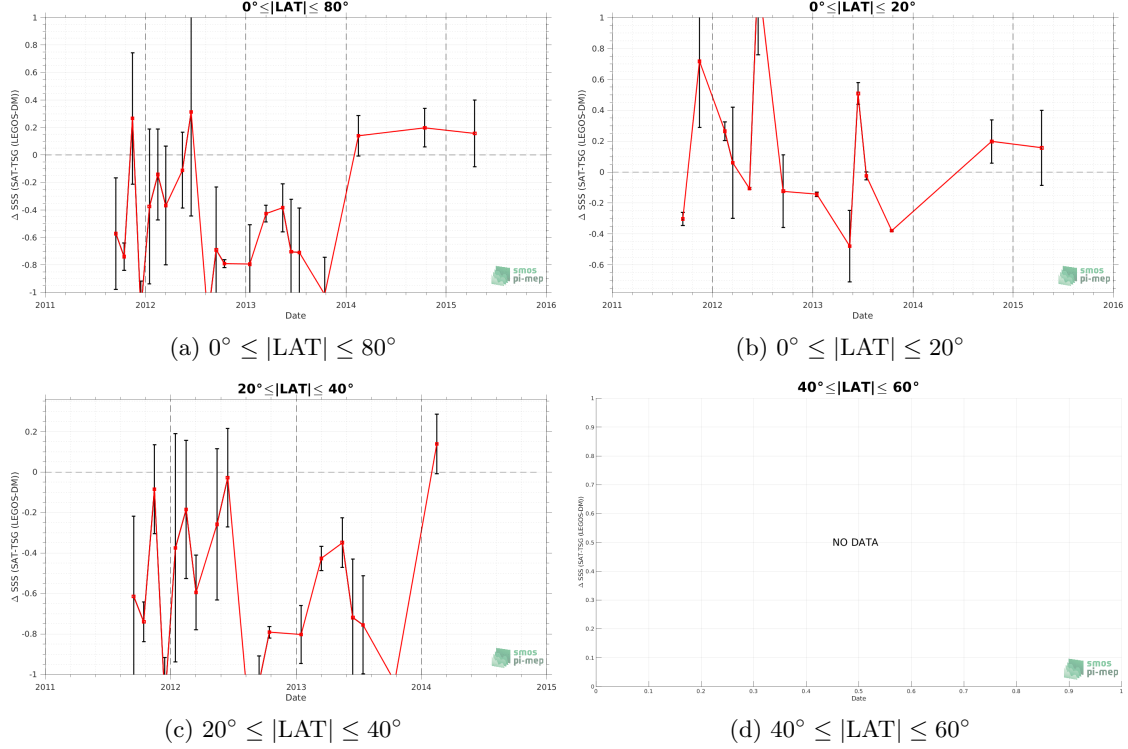 0°≤|LAT|≤ 80°
1
0.8
0.6
0.4
0.2
0
-0.2
-0.4
-0.6
-0.8
-1
Δ SSS (SAT-TSG (LEGOS-DM))
2011 2012 2013 2014 2015 2016
Date
smos
pi-mep
(a) 0° ≤ |LAT| ≤ 80°
0°≤|LAT|≤ 20°
1
0.8
0.6
0.4
0.2
0
-0.2
-0.4
-0.6
Δ SSS (SAT-TSG (LEGOS-DM))
2011 2012 2013 2014 2015 2016
Date
smos
pi-mep
(b) 0° ≤ |LAT| ≤ 20°
20°≤|LAT|≤ 40°
0.2
0
-0.2
-0.4
-0.6
-0.8
-1
Δ SSS (SAT-TSG (LEGOS-DM))
2011 2012 2013 2014 2015
Date
smos
pi-mep
(c) 20° ≤ |LAT| ≤ 40°
40°≤|LAT|≤ 60°
1
0.9
0.8
0.7
0.6
0.5
0.4
0.3
0.2
0.1
0
Δ SSS (SAT-TSG (LEGOS-DM))
NO DATA
0 0.1 0.2 0.3 0.4 0.5 0.6 0.7 0.8 0.9 1
Date
smos
pi-mep
(d) 40° ≤ |LAT| ≤ 60°